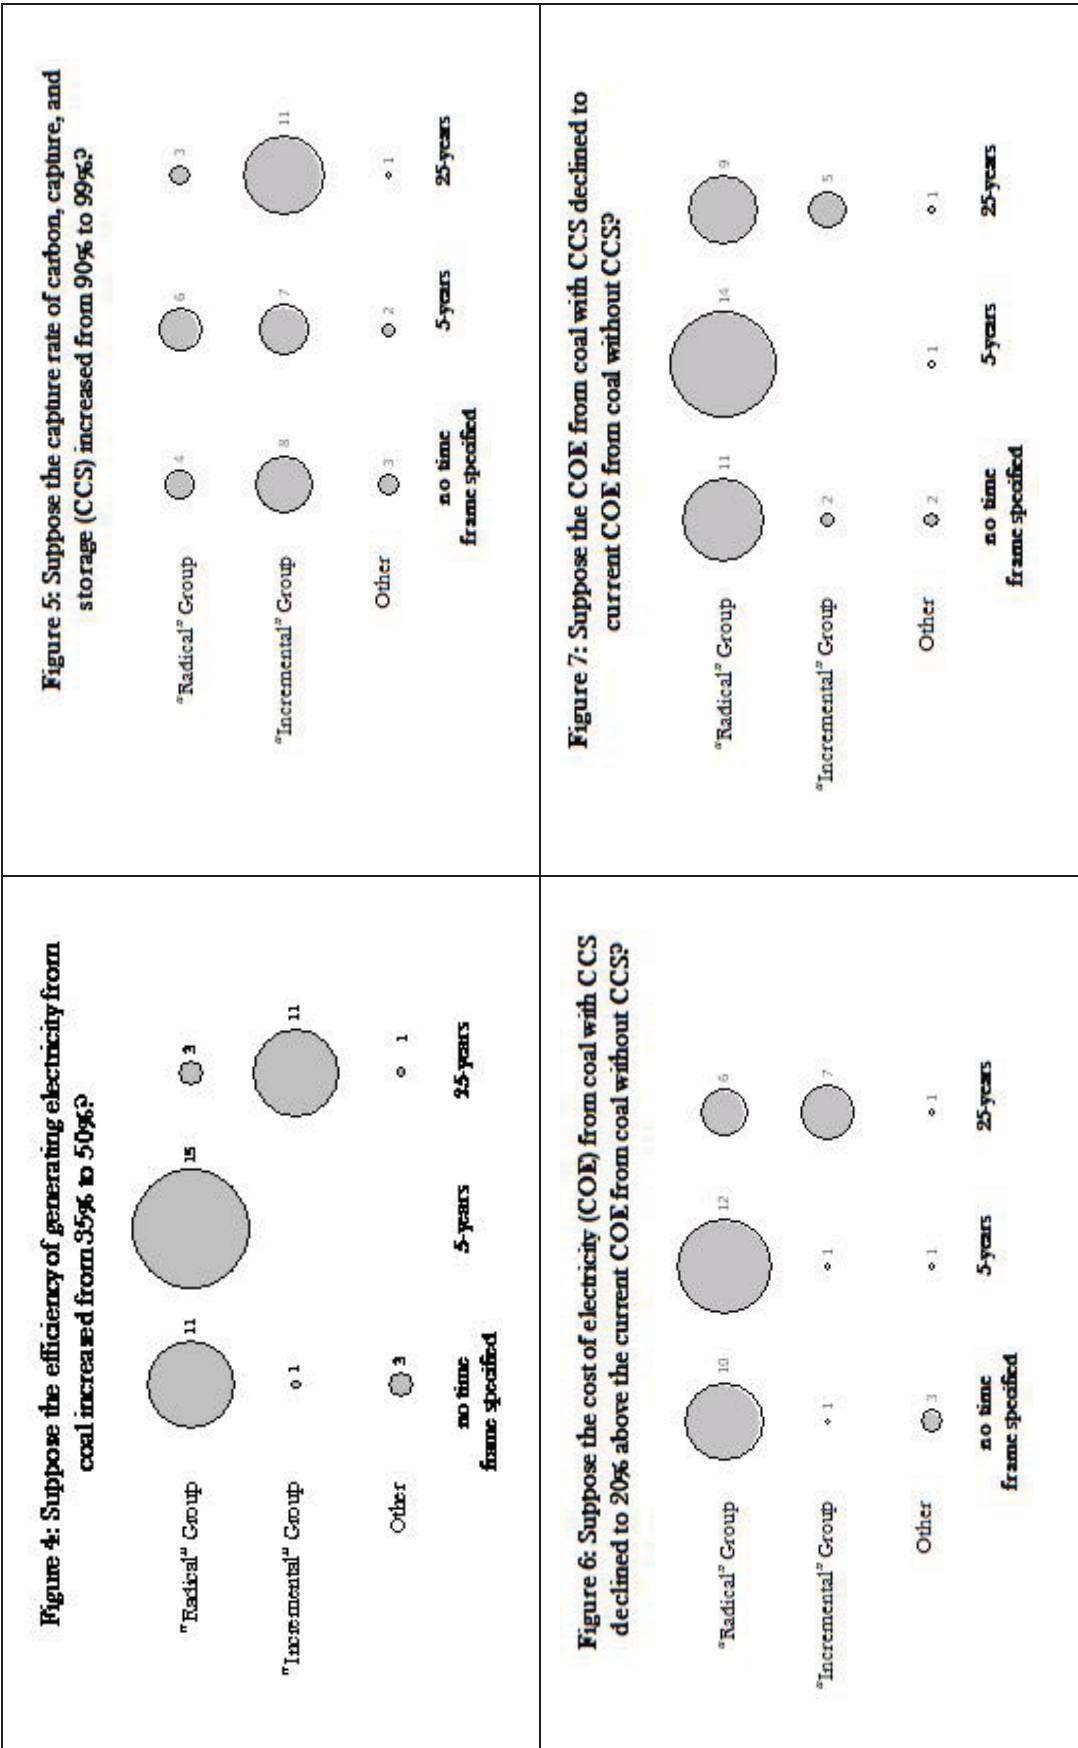 Figure 4: Suppose the efficiency of generating electricity from
coal increased from 35% to 50%?
"Radical" Group
11
15
3
"Incremental" Group
1
11
Other
3
1
no time
frame specified
5-years
25-years
Figure 5: Suppose the capture rate of carbon, capture, and
storage (CCS) increased from 90% to 99%?
"Radical" Group
4
6
3
"Incremental" Group
8
7
11
Other
3
2
1
no time
frame specified
5-years
25-years
Figure 6: Suppose the cost of electricity (COE) from coal with CCS
declined to 20% above the current COE from coal without CCS?
"Radical" Group
10
12
6
"Incremental" Group
1
1
7
Other
3
1
1
no time
frame specified
5-years
25-years
Figure 7: Suppose the COE from coal with CCS declined to
current COE from coal without CCS?
"Radical" Group
11
14
9
"Incremental" Group
2
5
Other
2
1
1
no time
frame specified
5-years
25-years